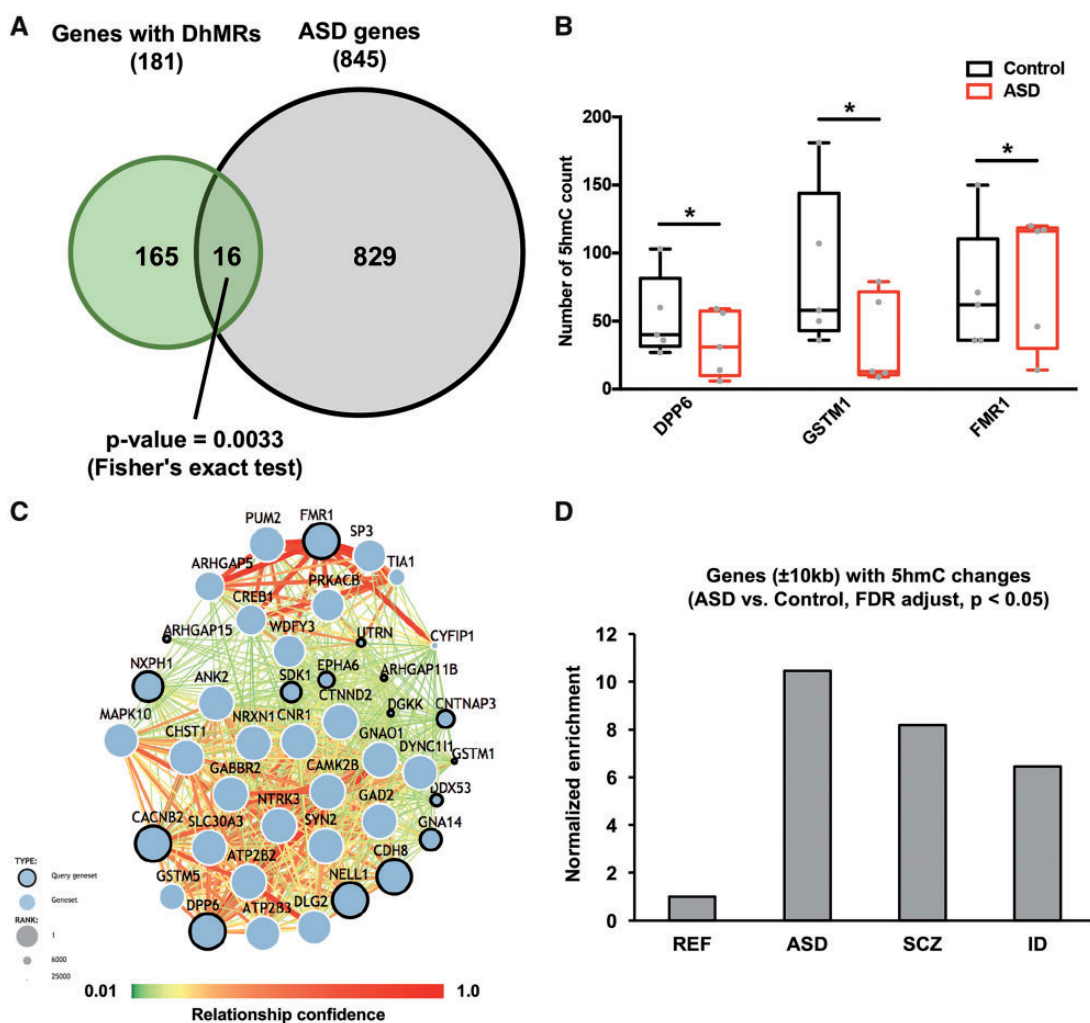 A
Genes with DhMRs
(181)
ASD genes
(845)
165
16
829
p-value = 0.0033
(Fisher's exact test)
B
Control
ASD
Number of 5hmC count
200
150
100
50
0
*
*
*
DPP6
GSTM1
FMR1
C
PUM2
FMR1
SP3
ARHGAP5
TIA1
CREB1
PRKACB
ARHGAP15
WDFY3
UTRN
CYFIP1
NXPH1
ANK2
SDK1
EPHA6
ARHGAP11B
CTNND2
DGKK
CNTNAP3
MAPK10
CHST1
NRXN1
CNR1
GNAO1
DYNC1I1
GSTM1
GABBR2
CAMK2B
DDX53
CACNB2
SLC30A3
NTRK3
SYN2
GAD2
GNA14
ATP2B2
CDH8
GSTM5
NELL1
DPP6
ATP2B3
DLG2
TYPE:
Query geneset
Geneset
RANK:
1
6000
25000
0.01
1.0
Relationship confidence
D
Genes (±10kb) with 5hmC changes
(ASD vs. Control, FDR adjust, p < 0.05)
Normalized enrichment
12
10
8
6
4
2
0
REF
ASD
SCZ
ID